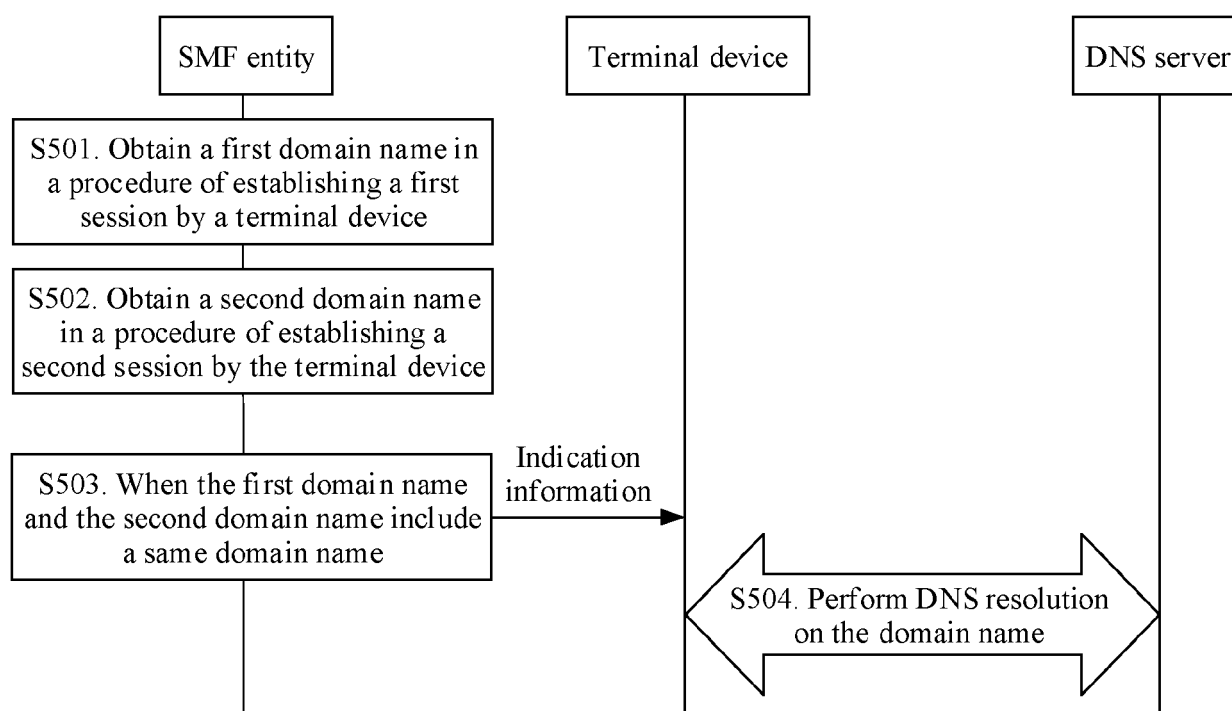 SMF entity
Terminal device
DNS server
S501. Obtain a first domain name in
a procedure of establishing a first
session by a terminal device
S502. Obtain a second domain name
in a procedure of establishing a
second session by the terminal device
S503. When the first domain name
and the second domain name include
a same domain name
Indication
information
S504. Perform DNS resolution
on the domain name